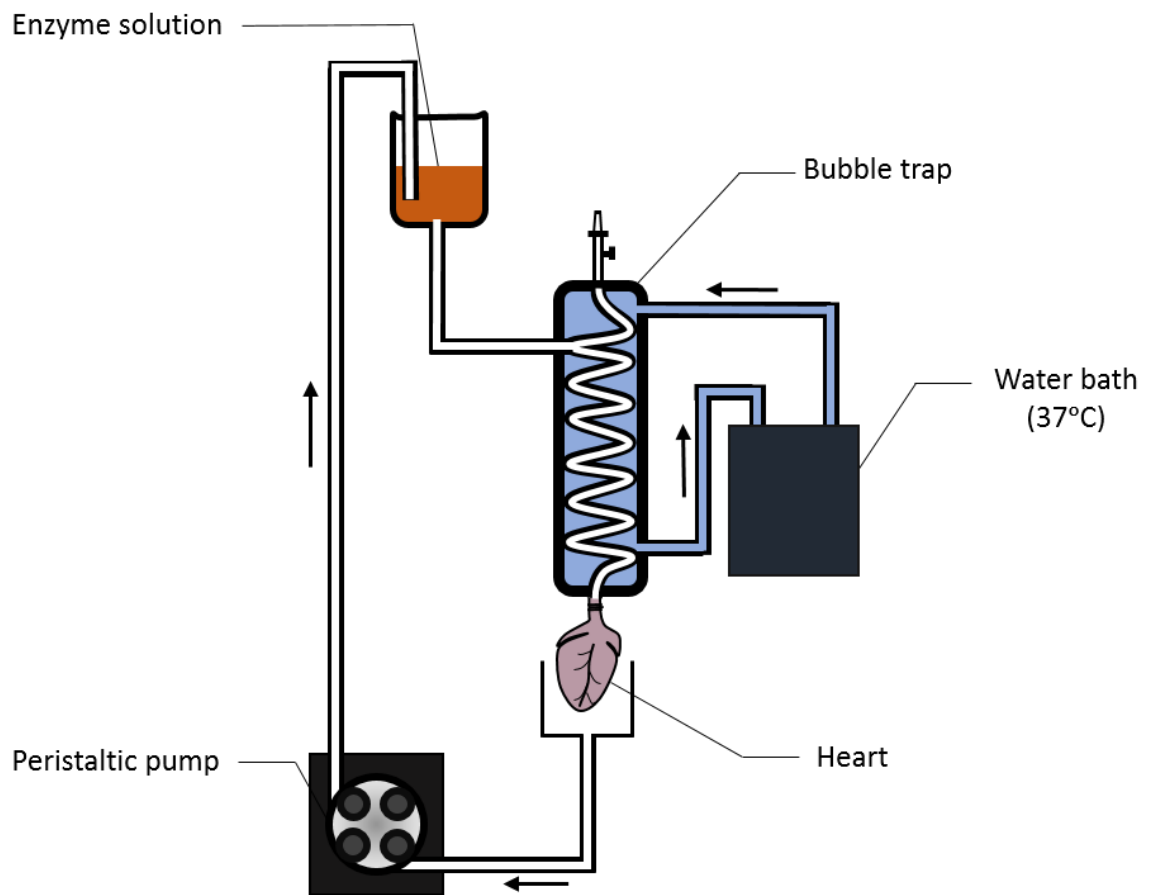 Enzyme solution
Bubble trap
Water bath
(37°C)
Peristaltic pump
Heart